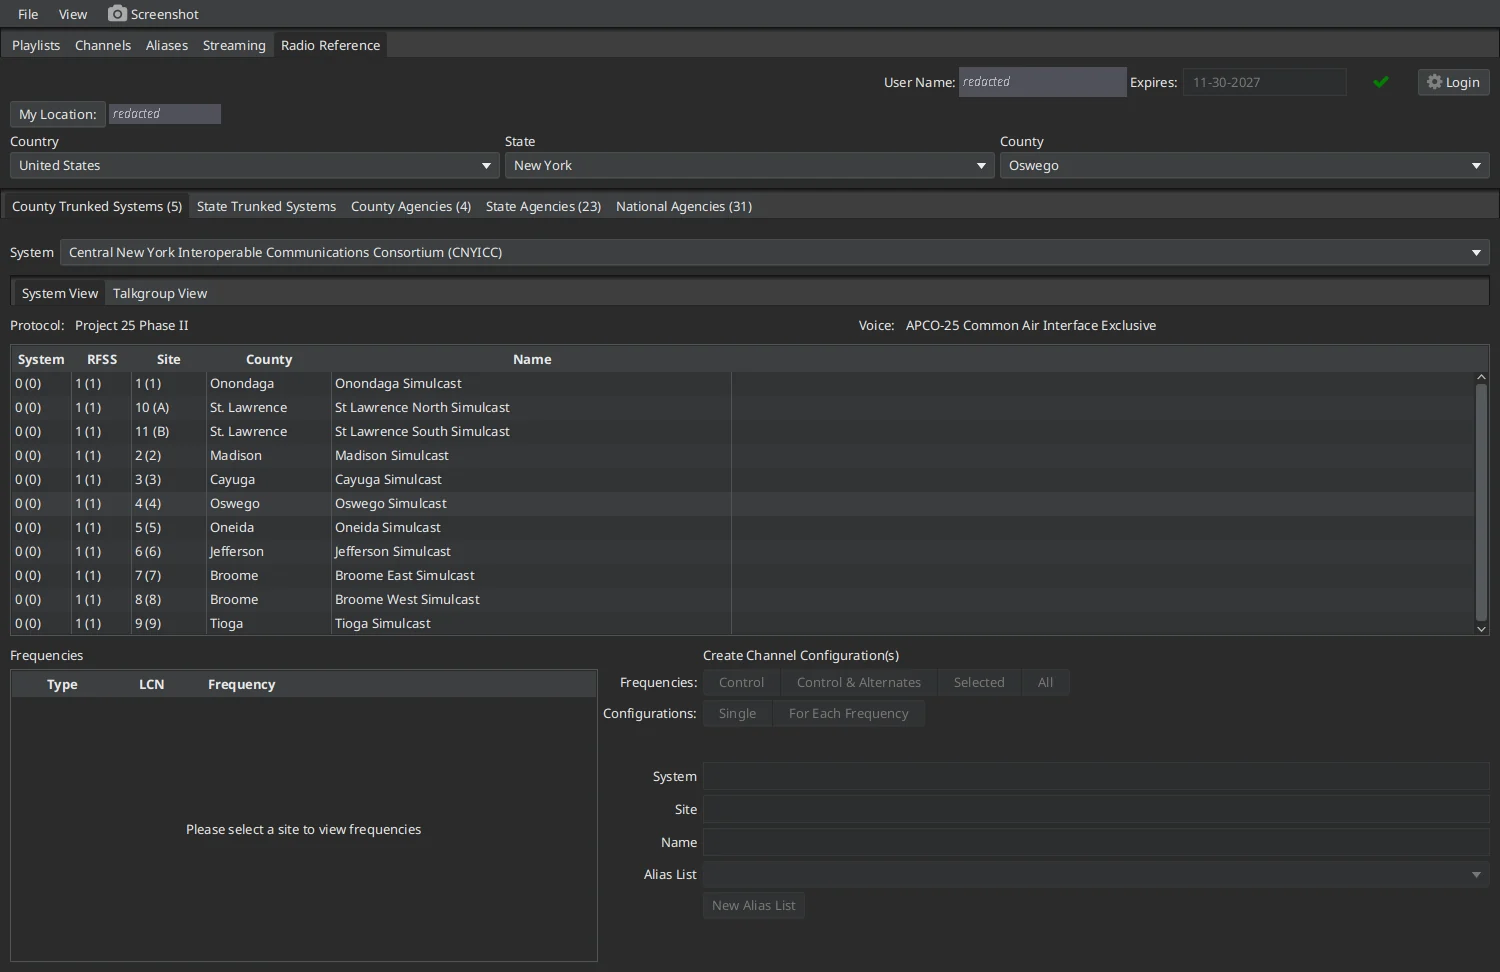 File View Screenshot
Playlists Channels Aliases Streaming Radio Reference
User Name: redacted Expires: 11-30-2027 Login
My Location: redacted
Country State County
United States New York Oswego
County Trunked Systems (5) State Trunked Systems County Agencies (4) State Agencies (23) National Agencies (31)
System Central New York Interoperable Communications Consortium (CNYICC)
System View Talkgroup View
Protocol: Project 25 Phase II Voice: APCO-25 Common Air Interface Exclusive
System RFSS Site County Name
0 (0) 1 (1) 1 (1) Onondaga Onondaga Simulcast
0 (0) 1 (1) 10 (A) St. Lawrence St Lawrence North Simulcast
0 (0) 1 (1) 11 (B) St. Lawrence St Lawrence South Simulcast
0 (0) 1 (1) 2 (2) Madison Madison Simulcast
0 (0) 1 (1) 3 (3) Cayuga Cayuga Simulcast
0 (0) 1 (1) 4 (4) Oswego Oswego Simulcast
0 (0) 1 (1) 5 (5) Oneida Oneida Simulcast
0 (0) 1 (1) 6 (6) Jefferson Jefferson Simulcast
0 (0) 1 (1) 7 (7) Broome Broome East Simulcast
0 (0) 1 (1) 8 (8) Broome Broome West Simulcast
0 (0) 1 (1) 9 (9) Tioga Tioga Simulcast
Frequencies Create Channel Configuration(s)
Type LCN Frequency
Frequencies: Control Control & Alternates Selected All
Configurations: Single For Each Frequency
System
Site
Please select a site to view frequencies
Name
Alias List
New Alias List